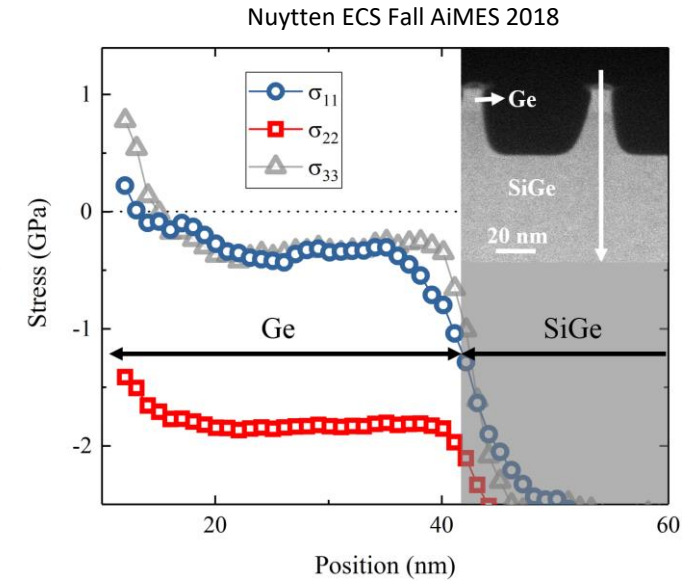 Nuytten ECS Fall AiMES 2018
1
0
-1
-2
Stress (GPa)
σ11
σ22
σ33
Ge
SiGe
20 nm
Ge
SiGe
20
40
60
Position (nm)